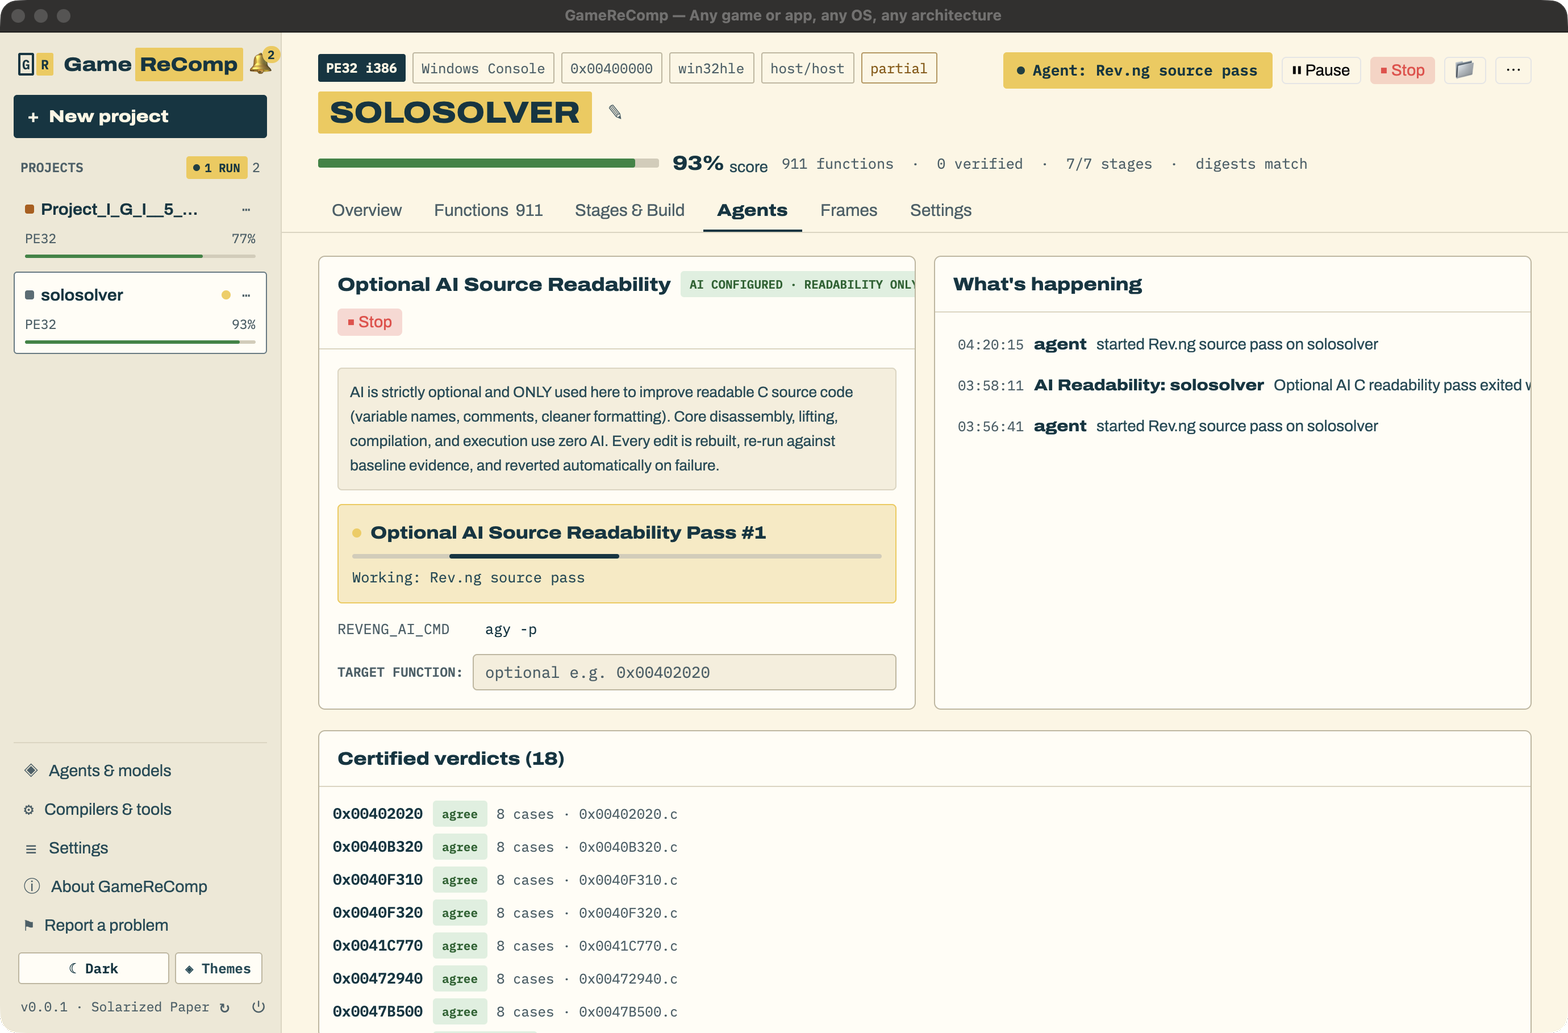 GameReComp — Any game or app, any OS, any architecture
GR Game ReComp 2
+ New project
PROJECTS 1 RUN 2
Project_I_G_I__5_... ...
PE32 77%
solosolver ...
PE32 93%
Agents & models
Compilers & tools
Settings
About GameReComp
Report a problem
Dark Themes
v0.0.1 · Solarized Paper
PE32 i386 Windows Console 0x00400000 win32hle host/host partial
Agent: Rev.ng source pass Pause Stop ...
SOLOSOLVER
93% score 911 functions · 0 verified · 7/7 stages · digests match
Overview Functions 911 Stages & Build Agents Frames Settings
Optional AI Source Readability AI CONFIGURED · READABILITY ONLY
Stop
AI is strictly optional and ONLY used here to improve readable C source code
(variable names, comments, cleaner formatting). Core disassembly, lifting,
compilation, and execution use zero AI. Every edit is rebuilt, re-run against
baseline evidence, and reverted automatically on failure.
Optional AI Source Readability Pass #1
Working: Rev.ng source pass
REVENG_AI_CMD agy -p
TARGET FUNCTION: optional e.g. 0x00402020
What's happening
04:20:15 agent started Rev.ng source pass on solosolver
03:58:11 AI Readability: solosolver Optional AI C readability pass exited
03:56:41 agent started Rev.ng source pass on solosolver
Certified verdicts (18)
0x00402020 agree 8 cases · 0x00402020.c
0x0040B320 agree 8 cases · 0x0040B320.c
0x0040F310 agree 8 cases · 0x0040F310.c
0x0040F320 agree 8 cases · 0x0040F320.c
0x0041C770 agree 8 cases · 0x0041C770.c
0x00472940 agree 8 cases · 0x00472940.c
0x0047B500 agree 8 cases · 0x0047B500.c